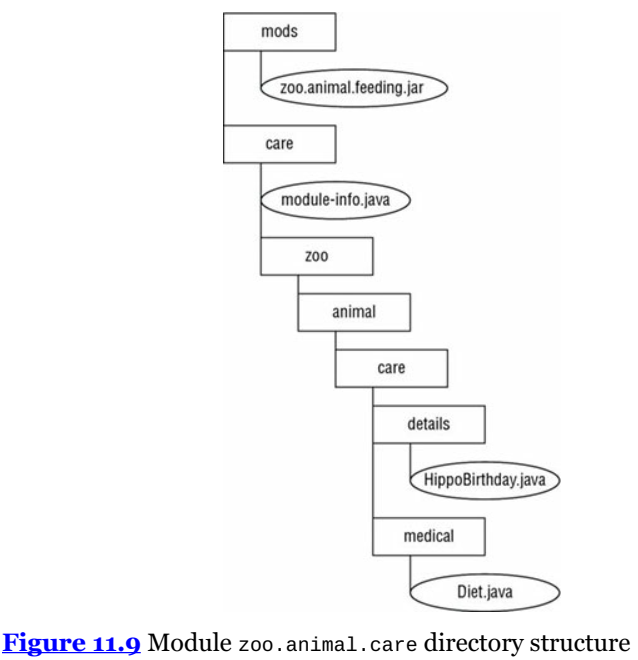 mods
zoo.animal.feeding.jar
care
module-info.java
zoo
animal
care
details
HippoBirthday.java
medical
Diet.java
Figure 11.9 Module zoo.animal.care directory structure